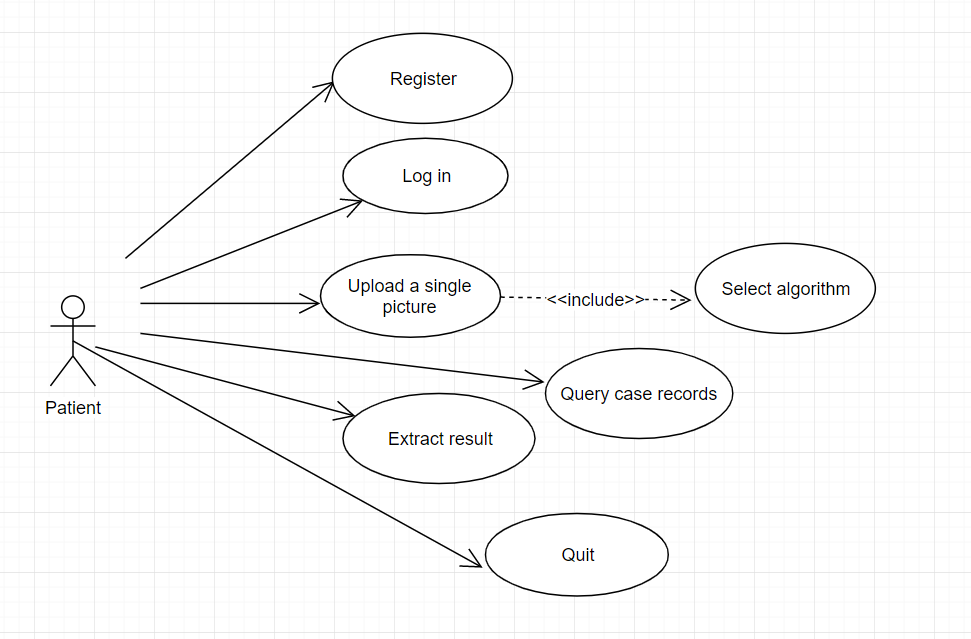 Register
Log in
Upload a single
picture
<<include>>
Select algorithm
Query case records
Patient
Extract result
Quit